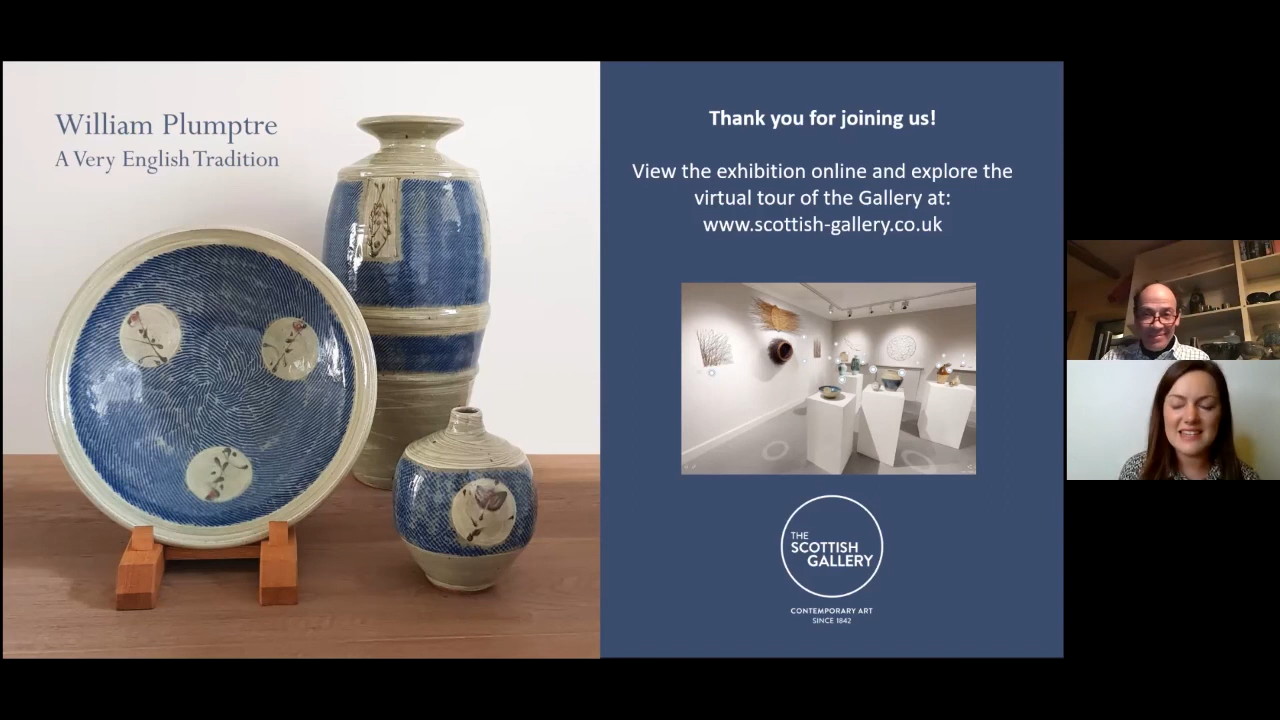 William Plumptre
A Very English Tradition
Thank you for joining us!
View the exhibition online and explore the
virtual tour of the Gallery at:
www.scottish-gallery.co.uk
THE
SCOTTISH
GALLERY
CONTEMPORARY ART
SINCE 1842